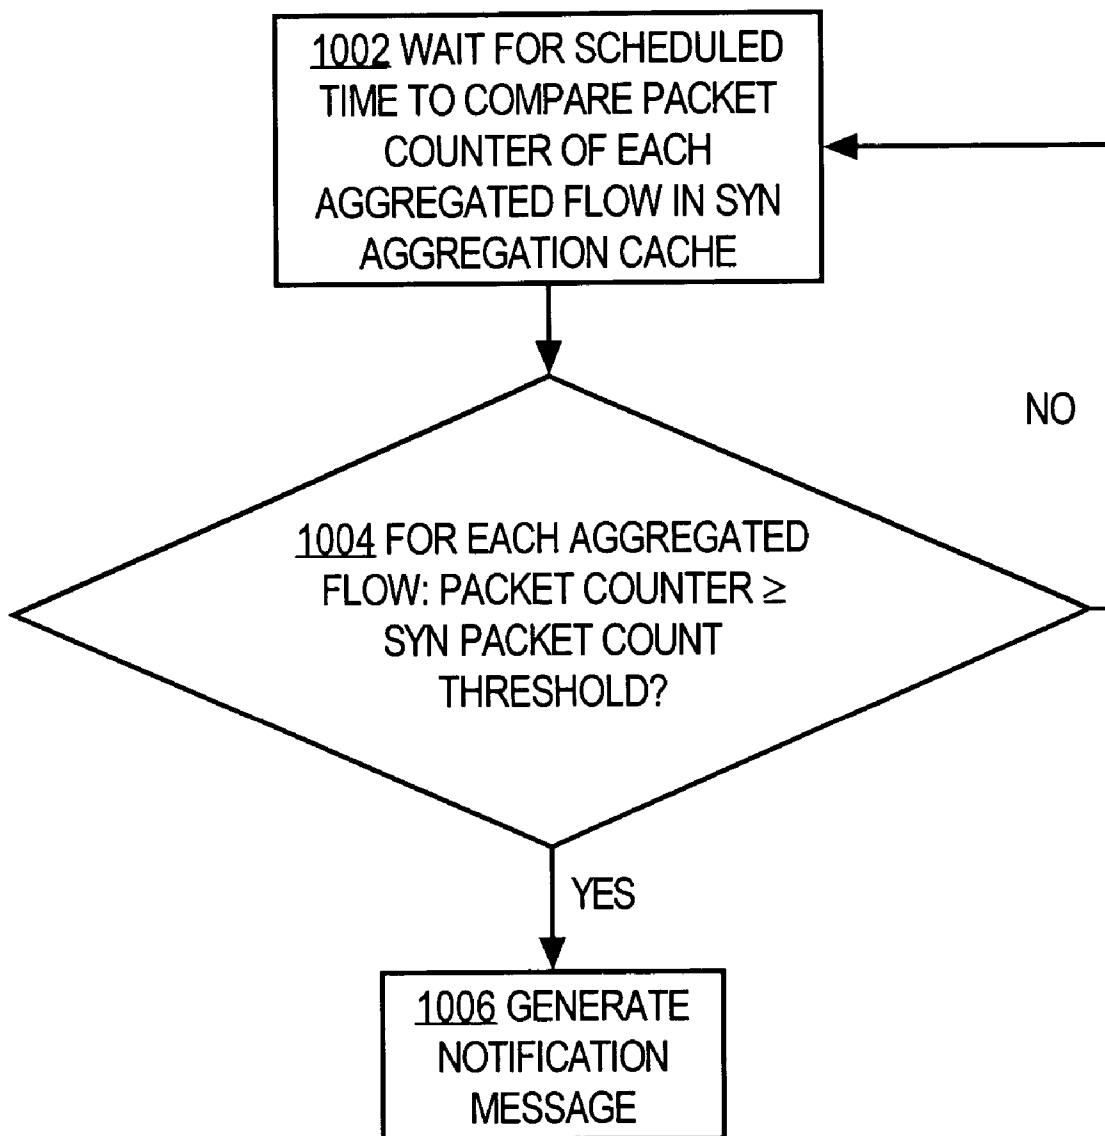 1002 WAIT FOR SCHEDULED
TIME TO COMPARE PACKET
COUNTER OF EACH
AGGREGATED FLOW IN SYN
AGGREGATION CACHE
NO
1004 FOR EACH AGGREGATED
FLOW: PACKET COUNTER ≥
SYN PACKET COUNT
THRESHOLD?
YES
1006 GENERATE
NOTIFICATION
MESSAGE